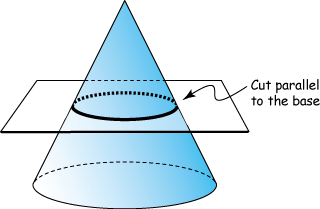 Cut parallel
to the base